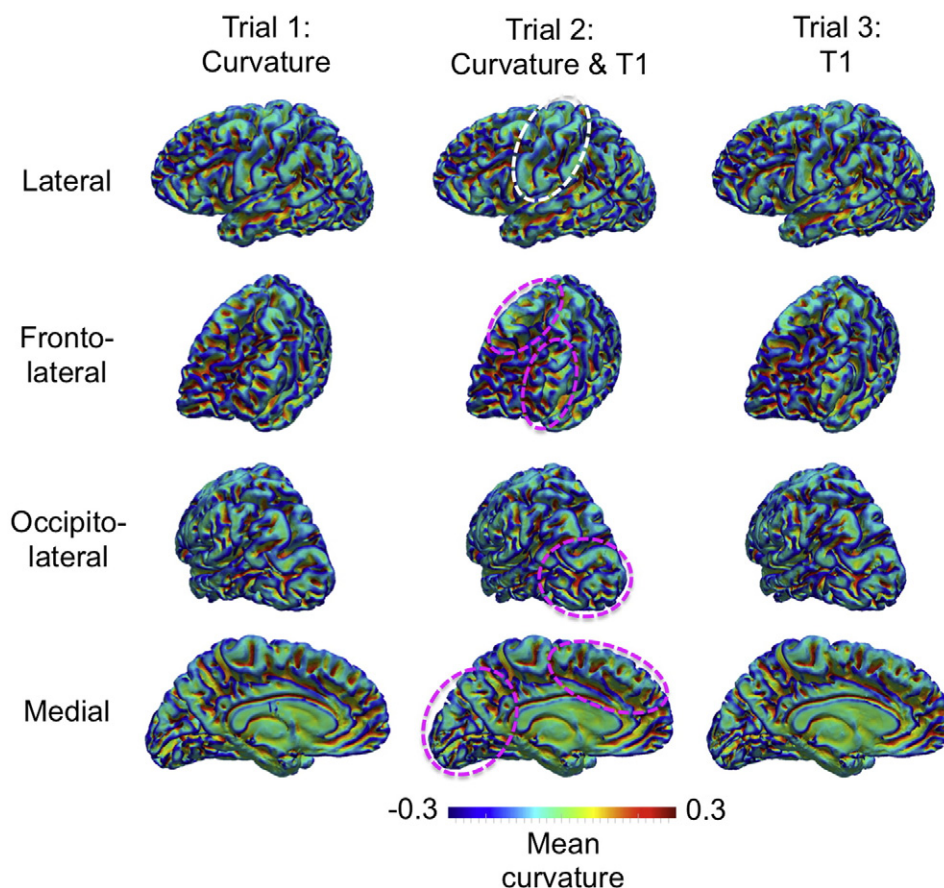 Trial 1:
Curvature
Trial 2:
Curvature & T1
Trial 3:
T1
Lateral
Fronto-
lateral
Occipito-
lateral
Medial
-0.3
0.3
Mean
curvature